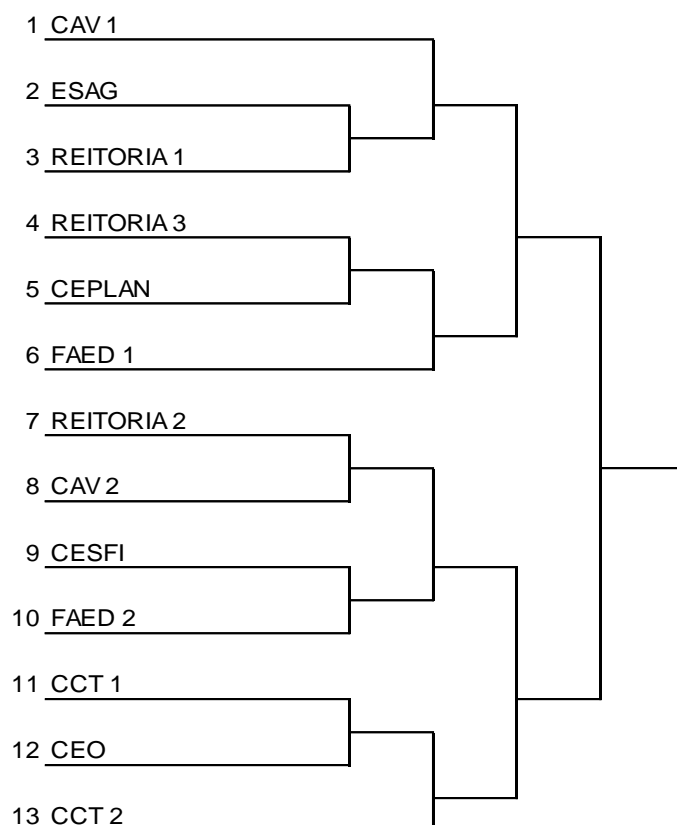 1 CAV 1
2 ESAG
3 REITORIA 1
4 REITORIA 3
5 CEPLAN
6 FAED 1
7 REITORIA 2
8 CAV 2
9 CESFI
10 FAED 2
11 CCT 1
12 CEO
13 CCT 2